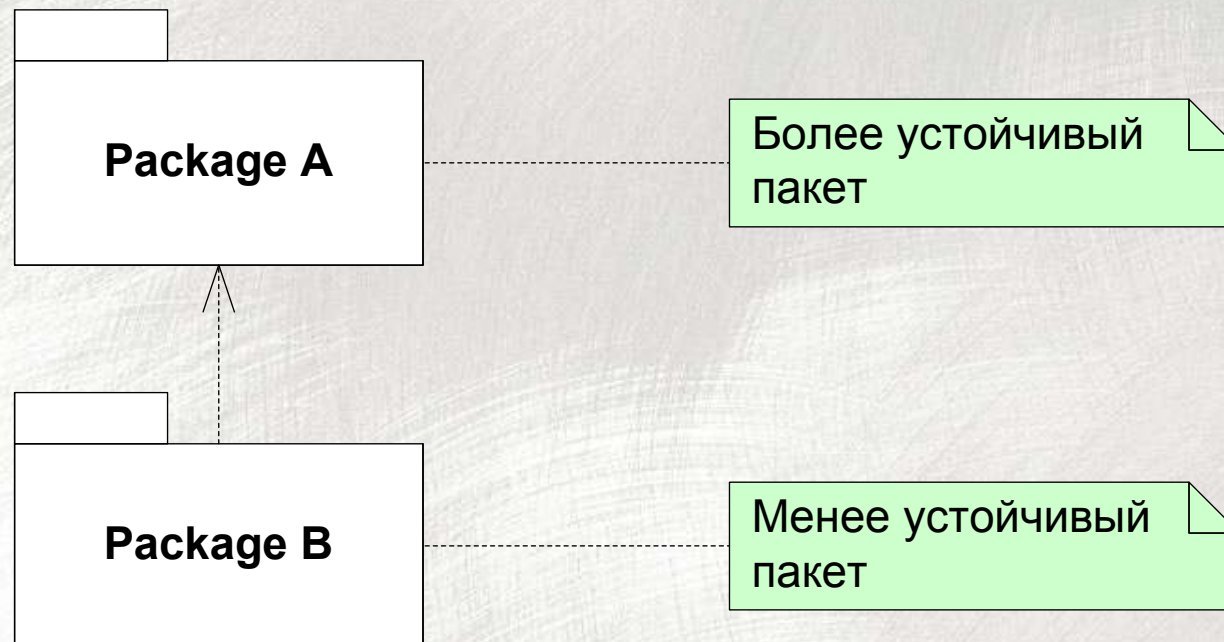 Package A
Более устойчивый
пакет
Package B
Менее устойчивый
пакет